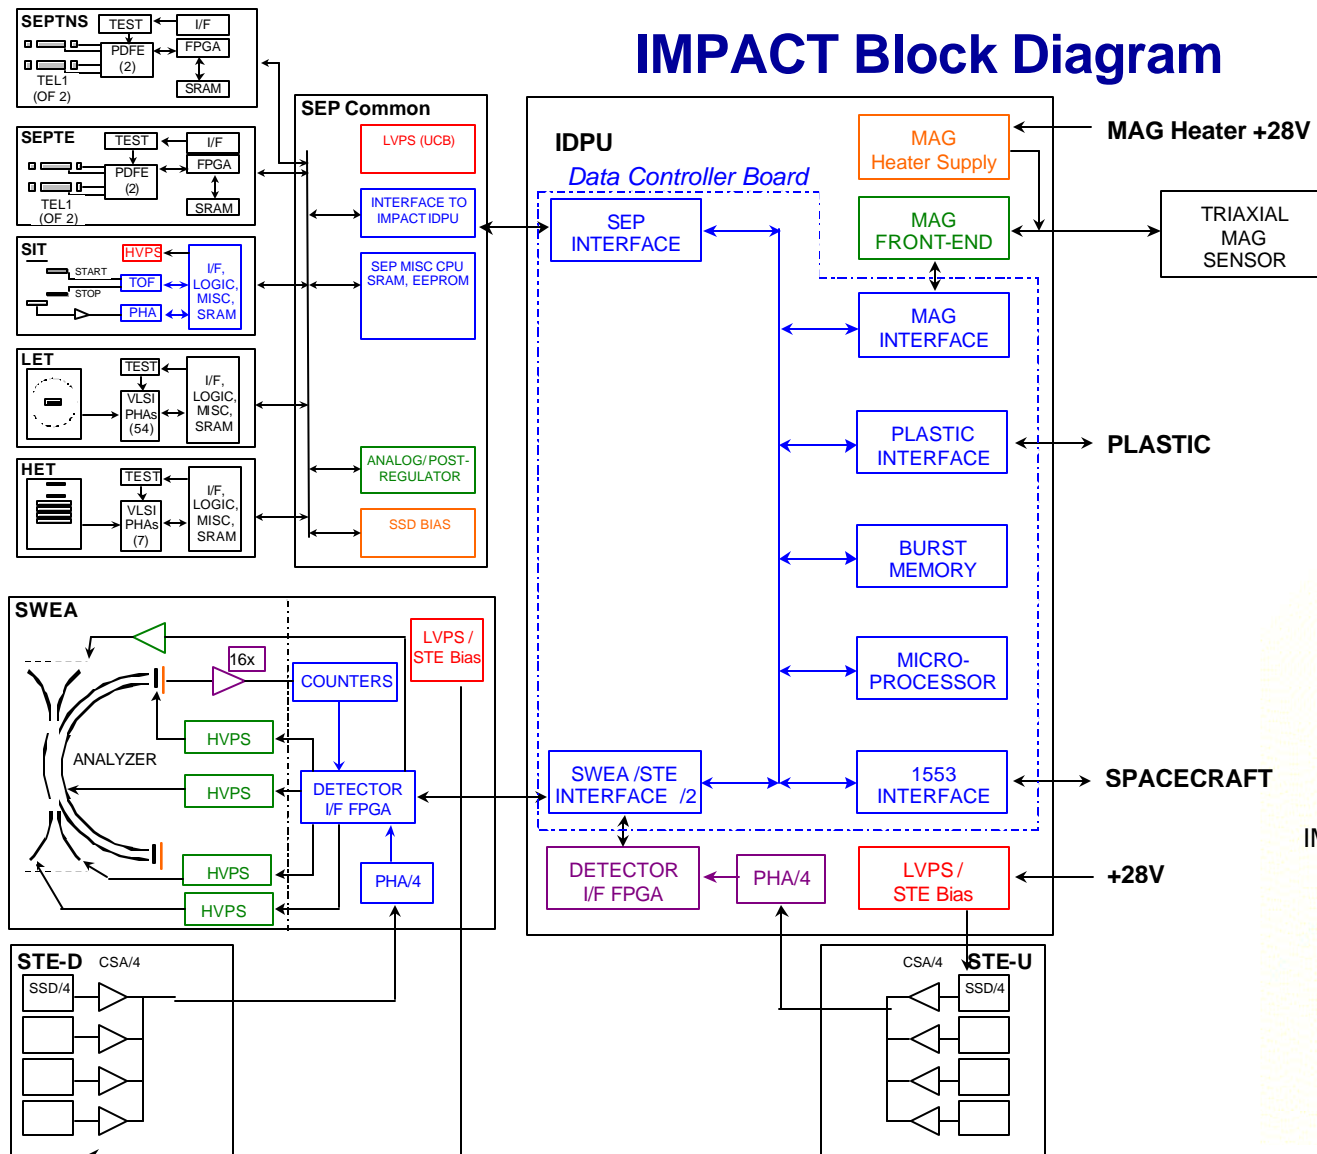 IMPACT Block Diagram
SEPTNS
TEST
I/F
PDFE
(2)
FPGA
SRAM
TEL1
(OF 2)
SEPTE
TEST
I/F
PDFE
(2)
FPGA
SRAM
TEL1
(OF 2)
SIT
HVPS
START
TOF
STOP
PHA
I/F,
LOGIC,
MISC,
SRAM
LET
TEST
VLSI
PHAs
(54)
I/F,
LOGIC,
MISC,
SRAM
HET
TEST
VLSI
PHAs
(7)
I/F,
LOGIC,
MISC,
SRAM
SEP Common
LVPS (UCB)
INTERFACE TO
IMPACT IDPU
SEP MISC CPU
SRAM, EEPROM
ANALOG/POST-
REGULATOR
SSD BIAS
IDPU
Data Controller Board
SEP
INTERFACE
MAG
Heater Supply
MAG
FRONT-END
MAG
INTERFACE
PLASTIC
INTERFACE
BURST
MEMORY
MICRO-
PROCESSOR
1553
INTERFACE
SWEA /STE
INTERFACE /2
DETECTOR
I/F FPGA
PHA/4
LVPS /
STE Bias
MAG Heater +28V
TRIAXIAL
MAG
SENSOR
PLASTIC
SPACECRAFT
+28V
SWEA
16x
COUNTERS
LVPS /
STE Bias
HVPS
ANALYZER
HVPS
DETECTOR
I/F FPGA
HVPS
HVPS
PHA/4
STE-D
CSA/4
SSD/4
CSA/4
STE-U
SSD/4